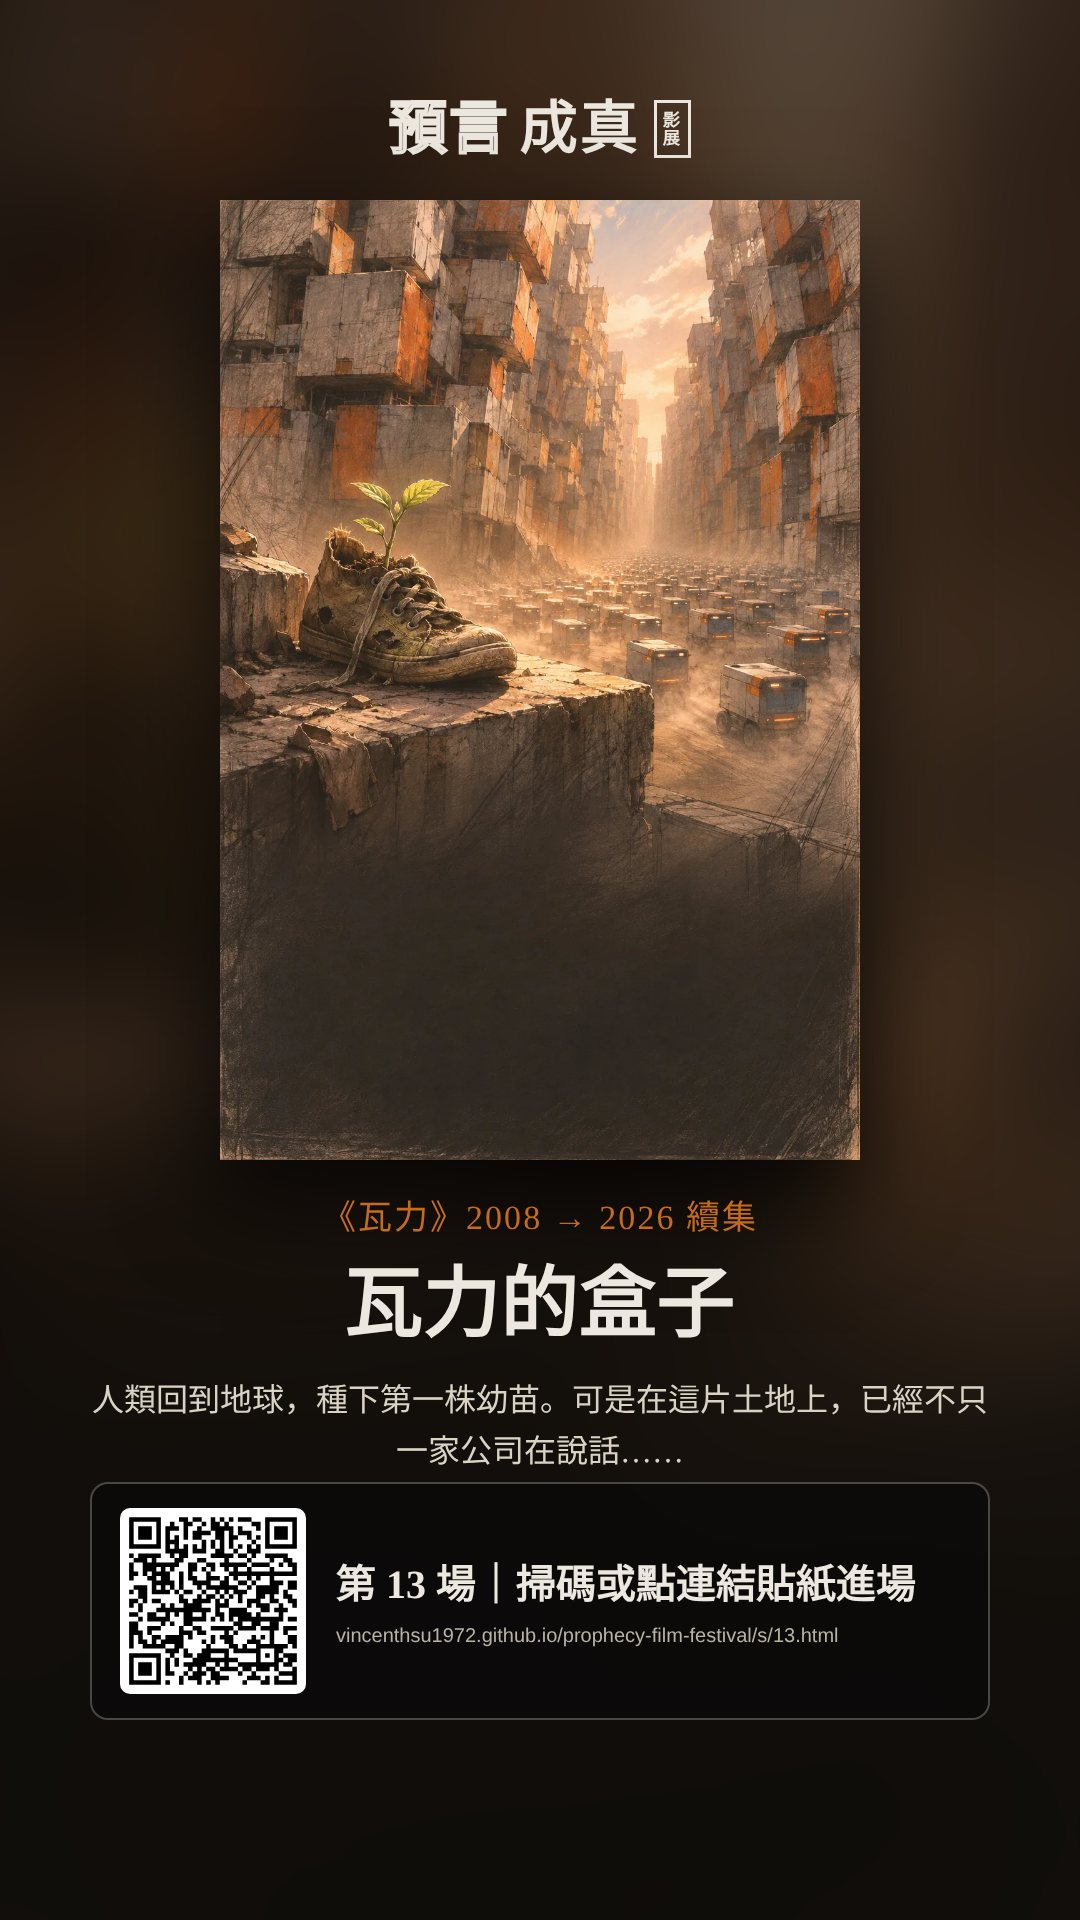 預言成真 影展
《瓦力》2008 → 2026 續集
瓦力的盒子
人類回到地球，種下第一株幼苗。可是在這片土地上，已經不只
一家公司在說話……
第 13 場｜掃碼或點連結貼紙進場
vincenthsu1972.github.io/prophecy-film-festival/s/13.html